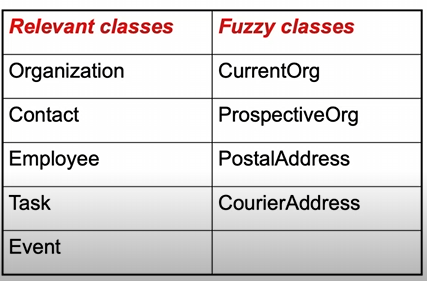 Relevant classes Fuzzy classes
Organization CurrentOrg
Contact ProspectiveOrg
Employee PostalAddress
Task CourierAddress
Event